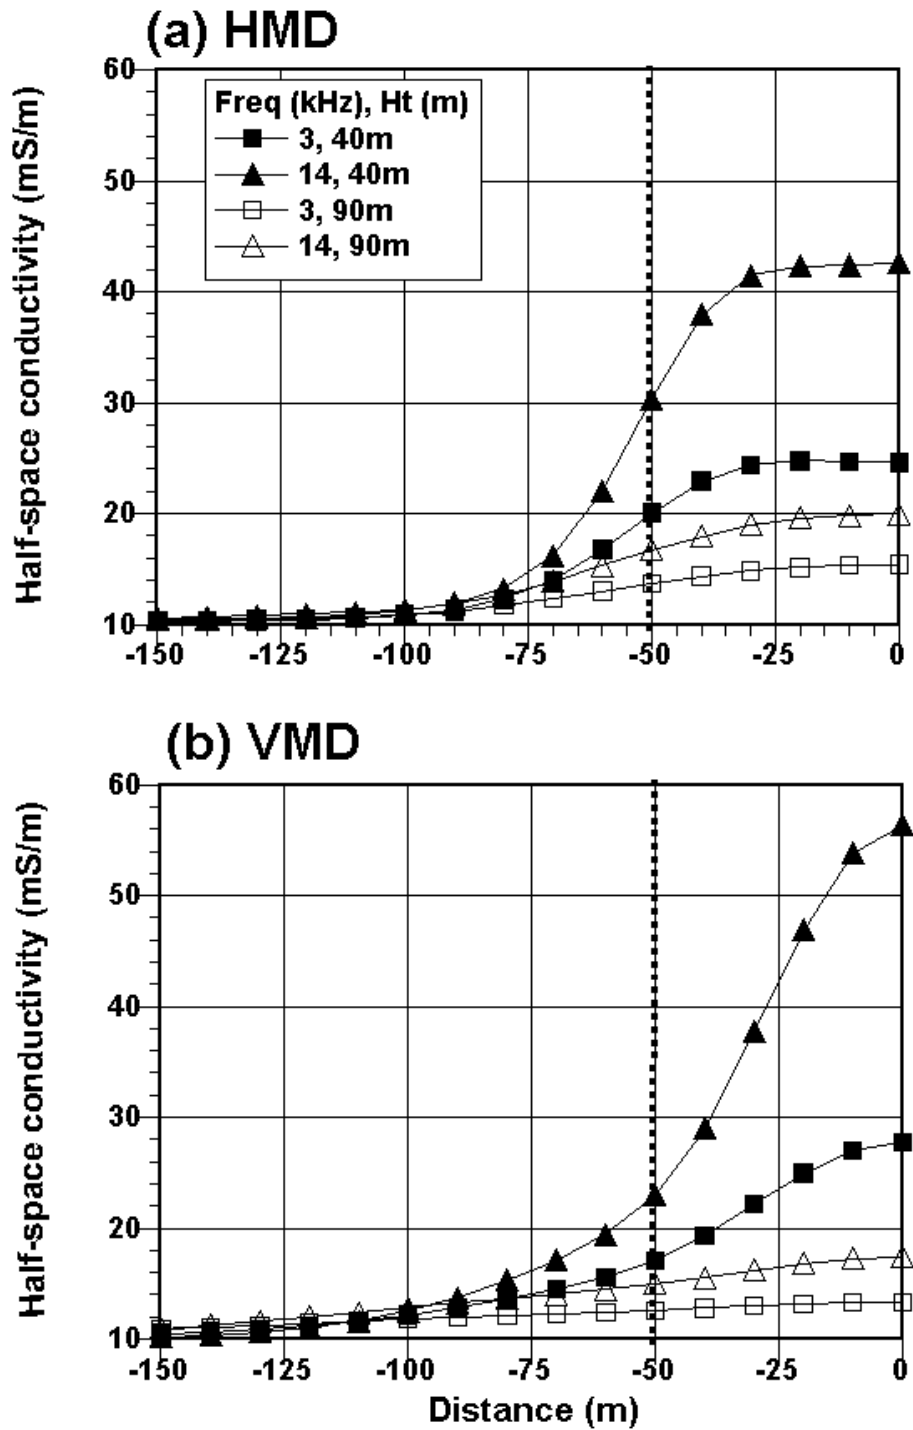 (a) HMD
Half-space conductivity (mS/m)
60
50
40
30
20
10
Freq (kHz), Ht (m)
3, 40m
14, 40m
3, 90m
14, 90m
-150 -125 -100 -75 -50 -25 0
(b) VMD
Half-space conductivity (mS/m)
60
50
40
30
20
10
-150 -125 -100 -75 -50 -25 0
Distance (m)